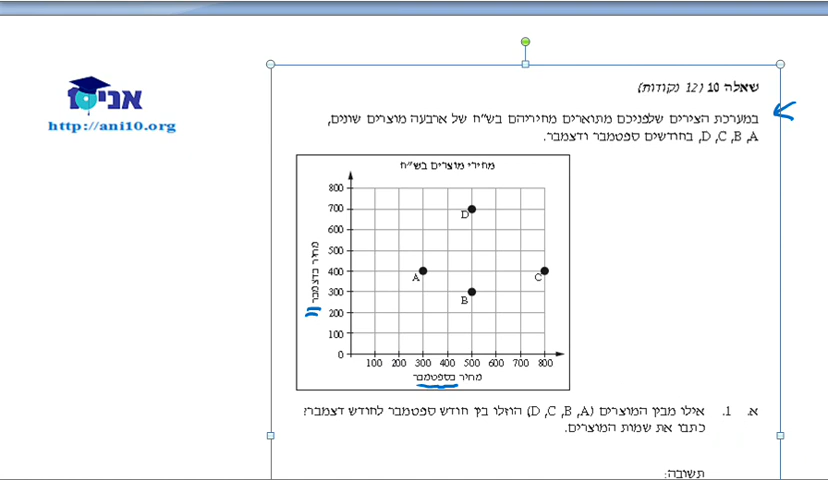 אני10
http://ani10.org
שאלה 10 (12 נקודות)
במערכת הצירים שלפניכם מתוארים מחיריהם בש"ח של ארבעה מוצרים שונים,
A, B, C, D, בחודשים ספטמבר ודצמבר.
מחירי מוצרים בש"ח
מחיר בדצמבר
800
700
600
500
400
300
200
100
0
D
A
C
B
100 200 300 400 500 600 700 800
מחיר בספטמבר
א. 1. אילו מבין המוצרים (A, B, C, D) הוזלו בין חודש ספטמבר לחודש דצמבר?
כתבו את שמות המוצרים.
תשובה: